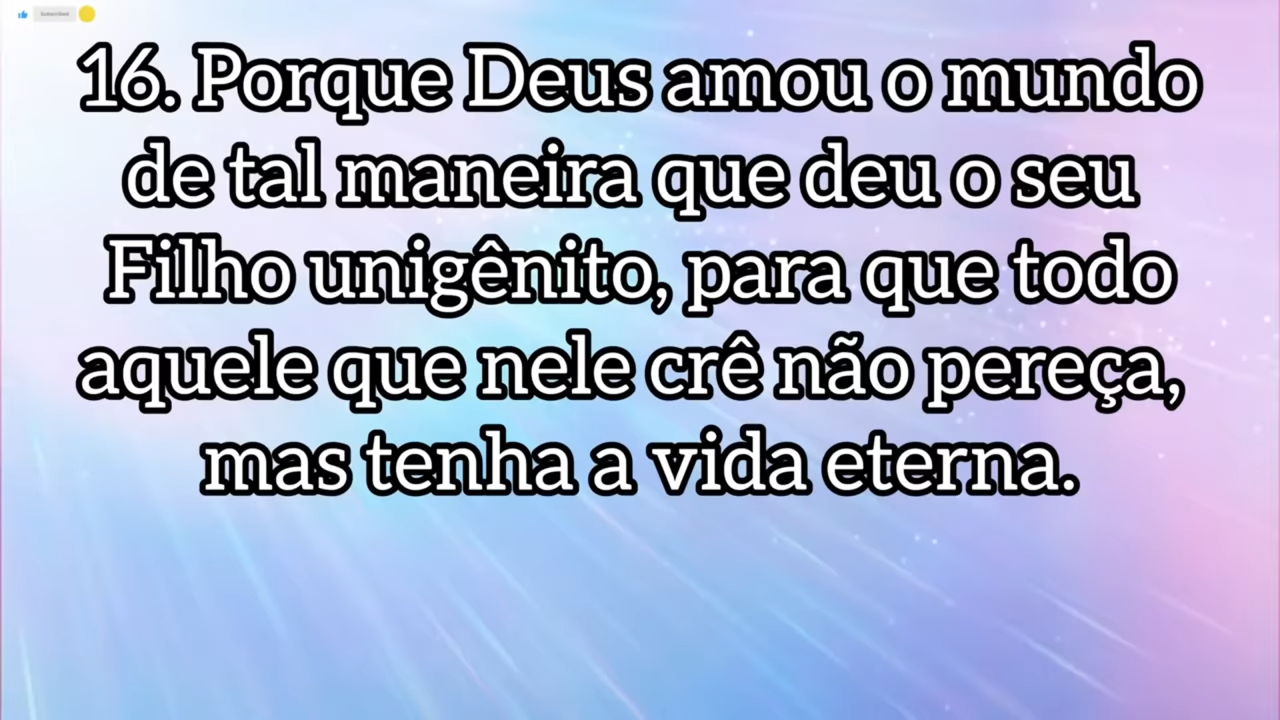 Subscribed
16. Porque Deus amou o mundo
de tal maneira que deu o seu
Filho unigênito, para que todo
aquele que nele crê não pereça,
mas tenha a vida eterna.